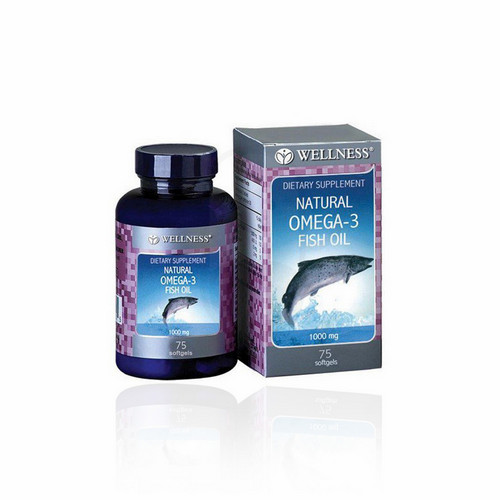 WELLNESS®
DIETARY SUPPLEMENT
NATURAL
OMEGA-3
FISH OIL
1000 mg
75
softgels
WELLNESS®
DIETARY SUPPLEMENT
NATURAL
OMEGA-3
FISH OIL
1000 mg
75
softgels